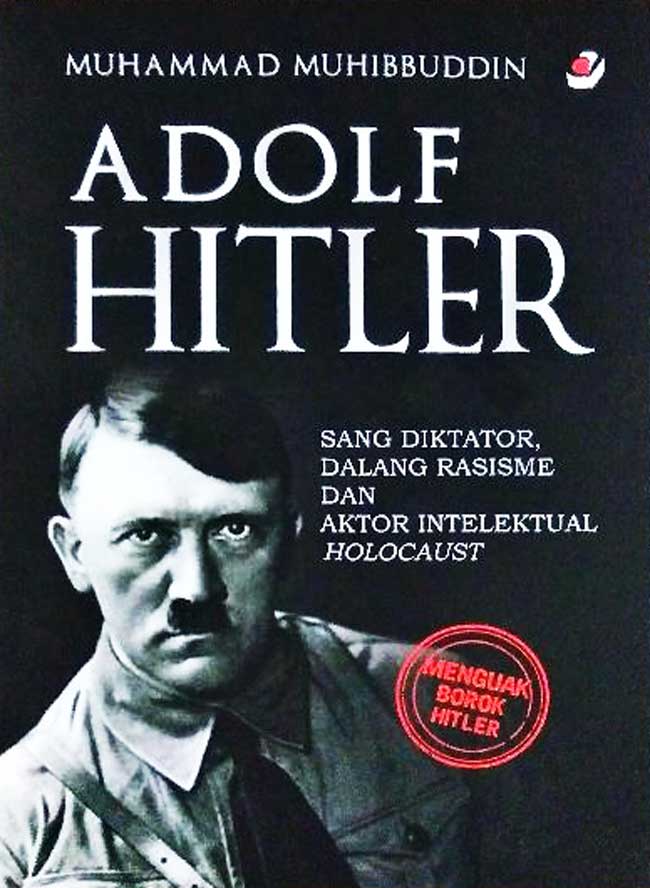 MUHAMMAD MUHIBBUDDIN
ADOLF
HITLER
SANG DIKTATOR,
DALANG RASISME
DAN
AKTOR INTELEKTUAL
HOLOCAUST
MENGUAK
BOROK
HITLER